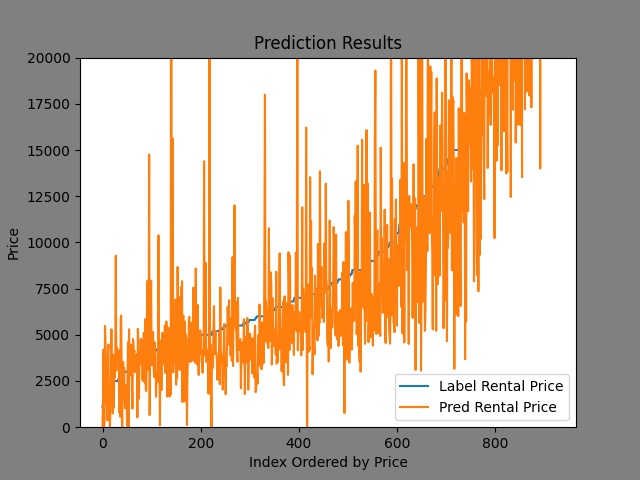 Prediction Results
20000
17500
15000
12500
10000
7500
5000
2500
0
Price
0 200 400 600 800
Index Ordered by Price
Label Rental Price
Pred Rental Price